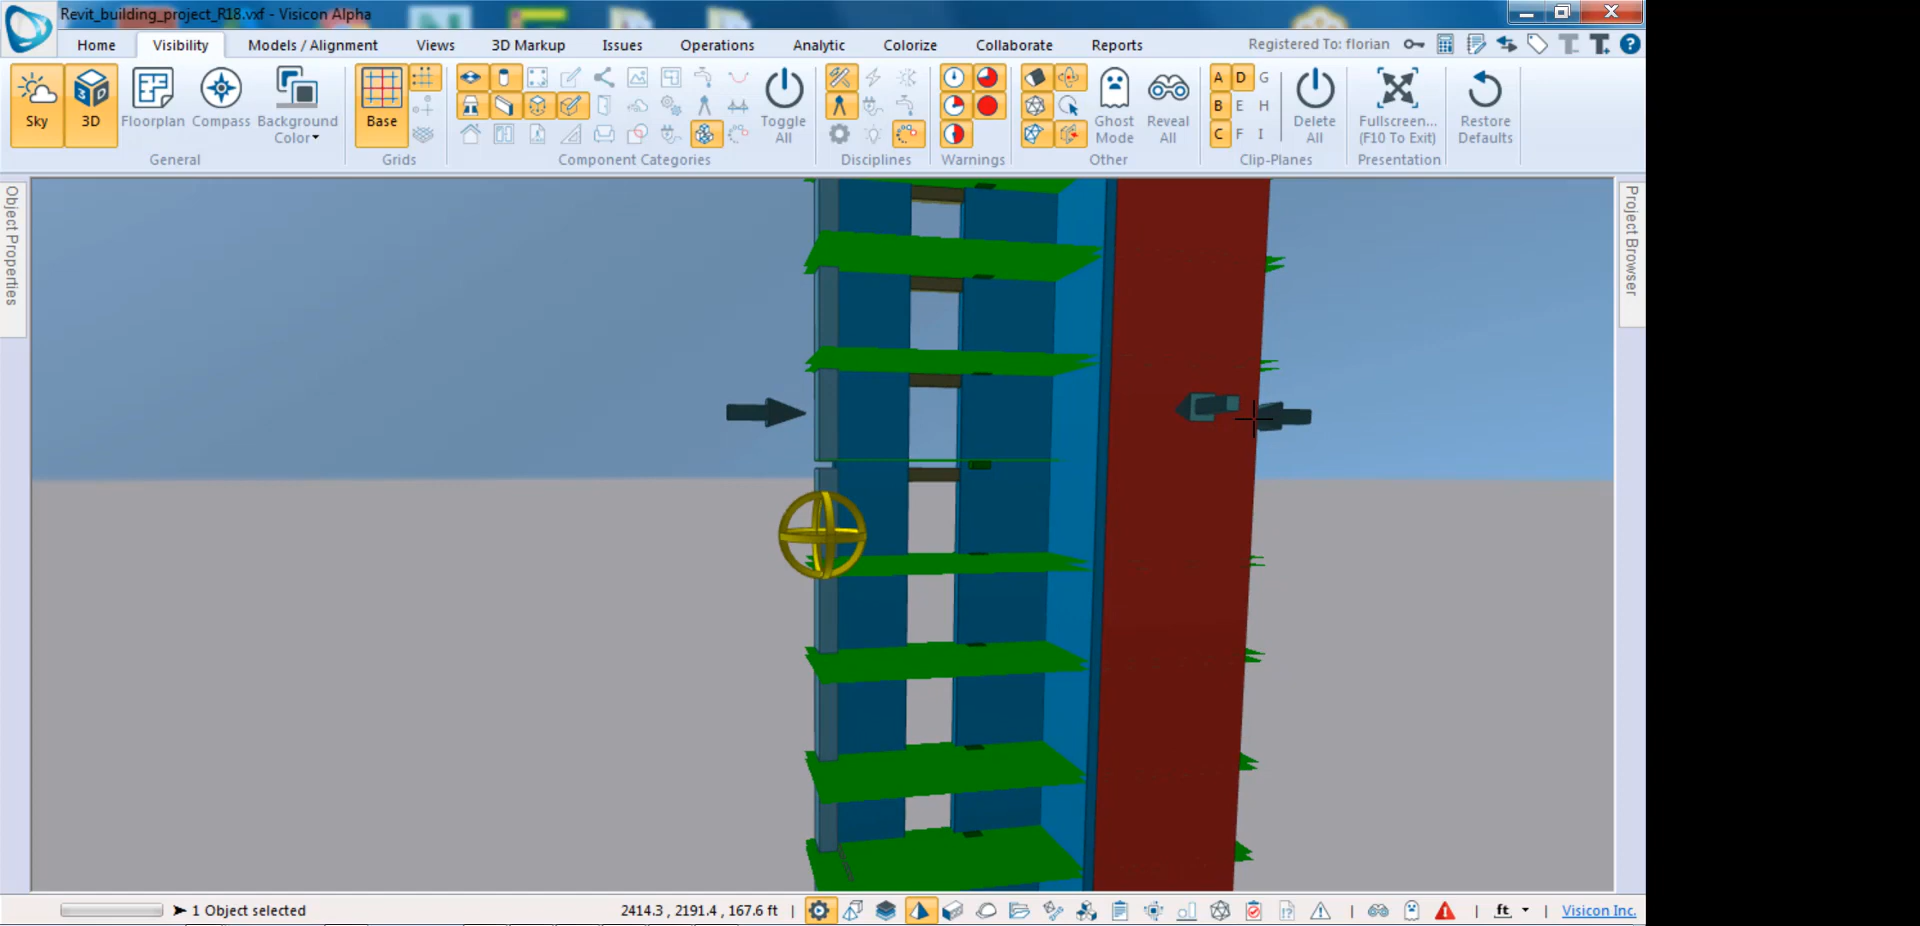 Revit_building_project_R18.vxf - Visicon Alpha
Home Visibility Models / Alignment Views 3D Markup Issues Operations Analytic Colorize Collaborate Reports Registered To: florian
Sky 3D Floorplan Compass Background Color
General
Base
Grids
Toggle All
Component Categories
Disciplines
Warnings
Ghost Mode
Reveal All
Other
A D G
B E H
C F I
Delete All
Clip-Planes
Fullscreen... (F10 To Exit)
Presentation
Restore Defaults
Object Properties
Project Browser
1 Object selected
2414.3 , 2191.4 , 167.6 ft
ft
Visicon Inc.